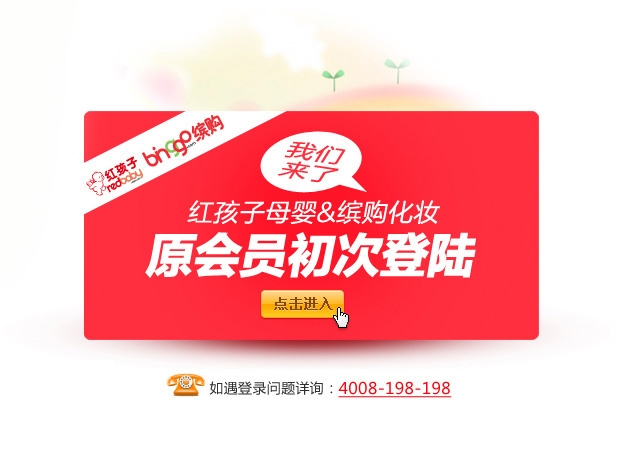 红孩子
redbaby
binggo缤购
我们
来了
红孩子母婴&缤购化妆
原会员初次登陆
点击进入
如遇登录问题详询：4008-198-198